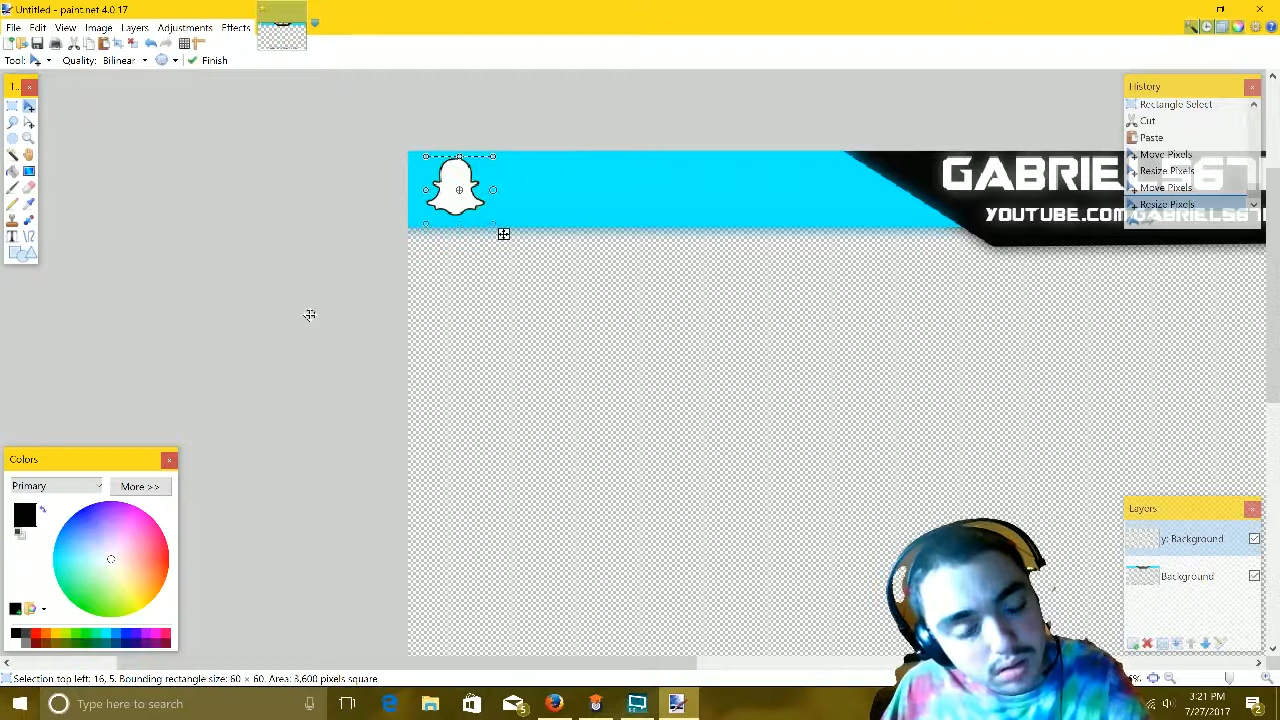 Untitled - paint.net 4.0.17
File Edit View Image Layers Adjustments Effects
Tool: Quality: Bilinear Finish
History
Rectangle Select
Cut
Paste
Move Pixels
Resize Pixels
Move Pixels
Resize Pixels
YOUTUBE.COM
Colors
Primary
More >>
Layers
y: Background
Background
Selection top left: 16, 5. Bounding rectangle size: 60 × 60. Area: 3,600 pixels square.
Type here to search
3:21 PM
7/27/2017